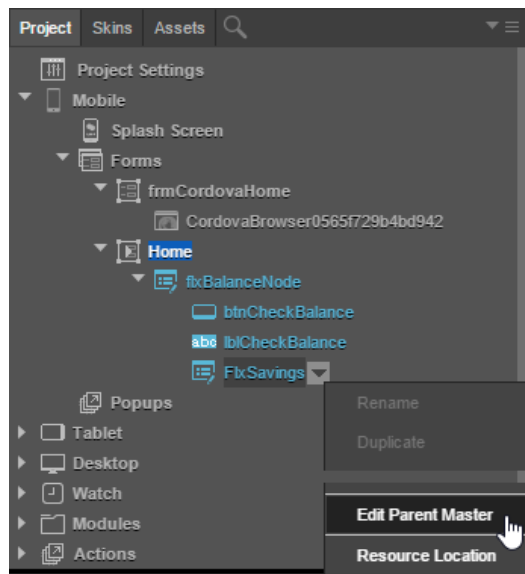 Project Skins Assets
Project Settings
Mobile
Splash Screen
Forms
frmCordovaHome
CordovaBrowser0565f729b4bd942
Home
flxBalanceNode
btnCheckBalance
abc lblCheckBalance
FlxSavings
Popups
Rename
Tablet
Duplicate
Desktop
Watch
Edit Parent Master
Modules
Actions
Resource Location